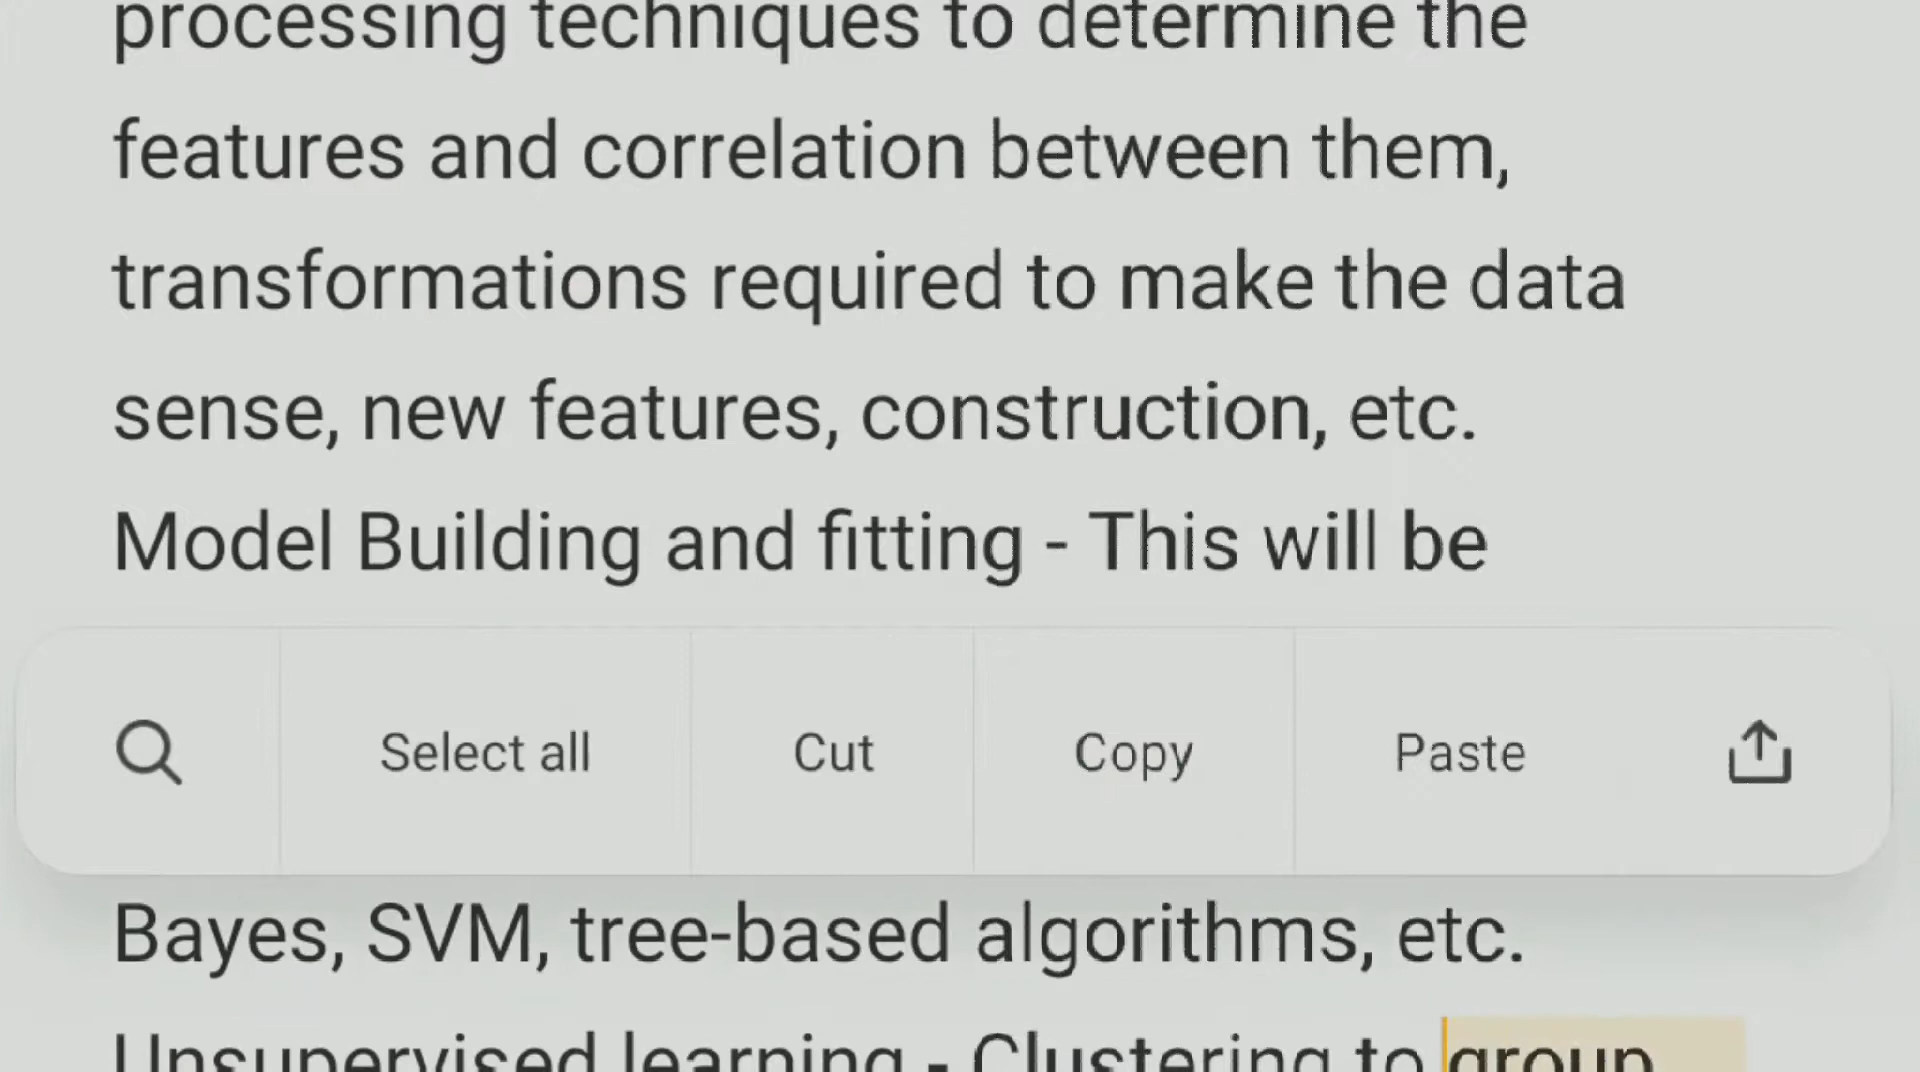 processing techniques to determine the
features and correlation between them,
transformations required to make the data
sense, new features, construction, etc.
Model Building and fitting - This will be
Select all Cut Copy Paste
Bayes, SVM, tree-based algorithms, etc.
Unsupervised learning - Clustering to group